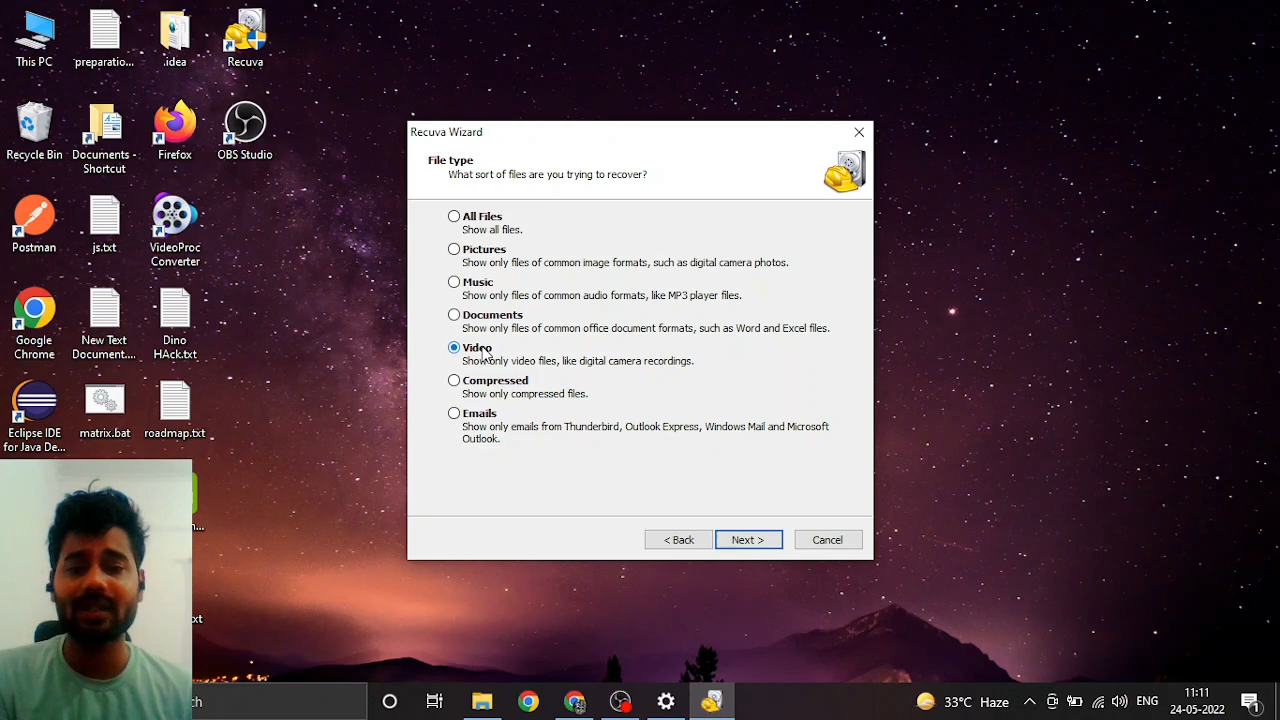 This PC
preparatio...
.idea
Recuva
Recycle Bin
Documents -
Shortcut
Firefox
OBS Studio
Postman
js.txt
VideoProc
Converter
Google
Chrome
New Text
Document....
Dino
HAck.txt
Eclipse IDE
for Java De...
matrix.bat
roadmap.txt
Recuva Wizard
File type
What sort of files are you trying to recover?
All Files
Show all files.
Pictures
Show only files of common image formats, such as digital camera photos.
Music
Show only files of common audio formats, like MP3 player files.
Documents
Show only files of common office document formats, such as Word and Excel files.
Video
Show only video files, like digital camera recordings.
Compressed
Show only compressed files.
Emails
Show only emails from Thunderbird, Outlook Express, Windows Mail and Microsoft
Outlook.
< Back
Next >
Cancel
xt
ch
33°C Haze
ENG
11:11
24-05-2022
1